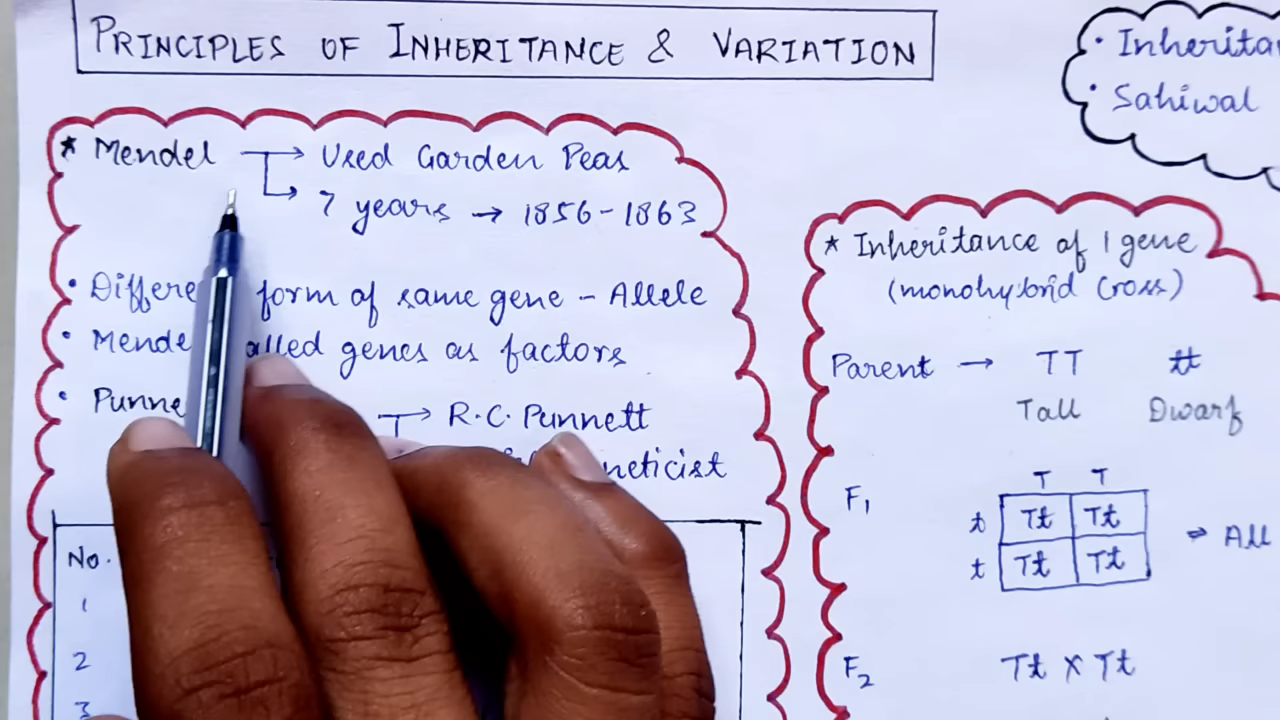 PRINCIPLES OF INHERITANCE & VARIATION
• Inherita
• Sahiwal
* Mendel → Used Garden Peas
→ 7 years → 1856-1863
• Differe form of same gene - Allele
• Mende alled genes as factors
• Punne → R.C. Punnett
neticist
No.
1
2
3
* Inheritance of 1 gene
(monohybrid Cross)
Parent → TT tt
Tall Dwarf
T T
F₁ t Tt Tt ⇒ All
t Tt Tt
F₂ Tt X Tt